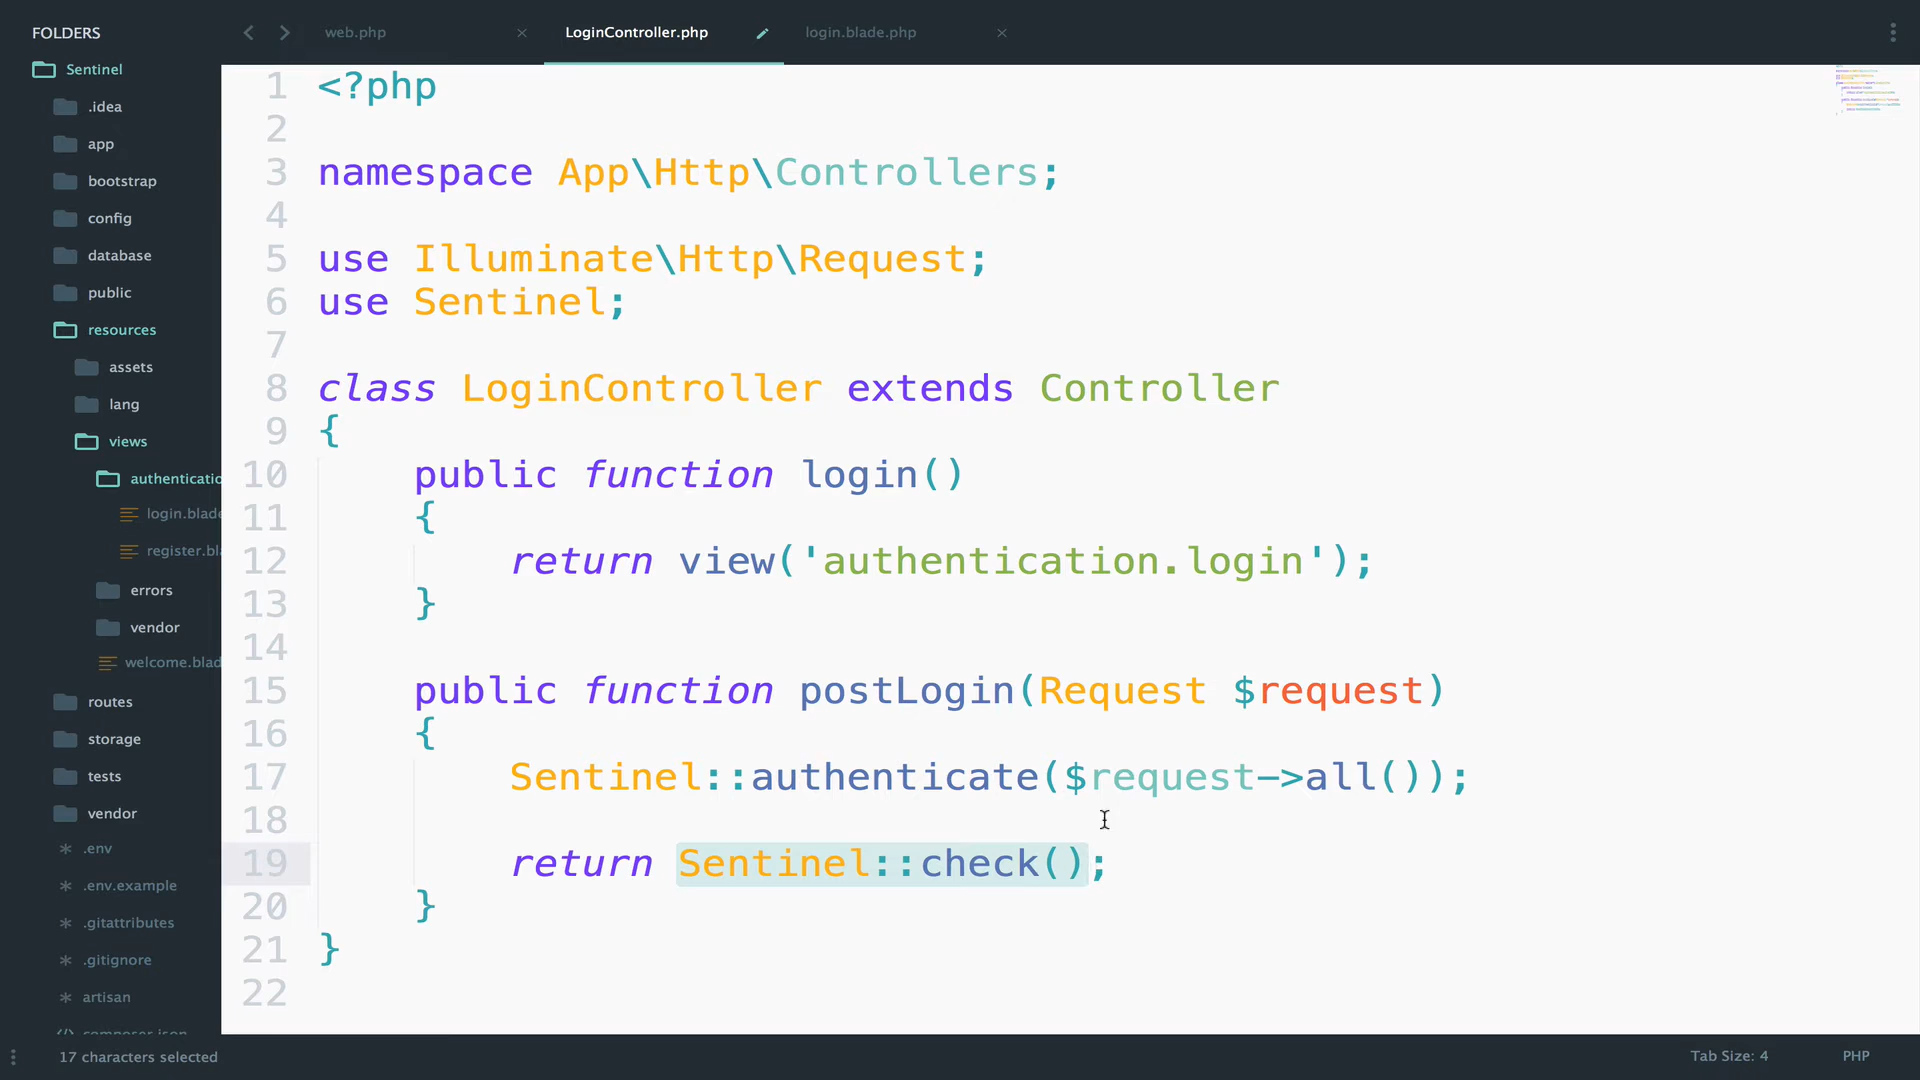 FOLDERS
Sentinel
.idea
app
bootstrap
config
database
public
resources
assets
lang
views
authenticatio
login.blade
register.bla
errors
vendor
welcome.blad
routes
storage
tests
vendor
.env
.env.example
.gitattributes
.gitignore
artisan
composer.json
web.php
LoginController.php
login.blade.php
1 <?php
2
3 namespace App\Http\Controllers;
4
5 use Illuminate\Http\Request;
6 use Sentinel;
7
8 class LoginController extends Controller
9 {
10 public function login()
11 {
12 return view('authentication.login');
13 }
14
15 public function postLogin(Request $request)
16 {
17 Sentinel::authenticate($request->all());
18
19 return Sentinel::check();
20 }
21 }
22
17 characters selected
Tab Size: 4
PHP